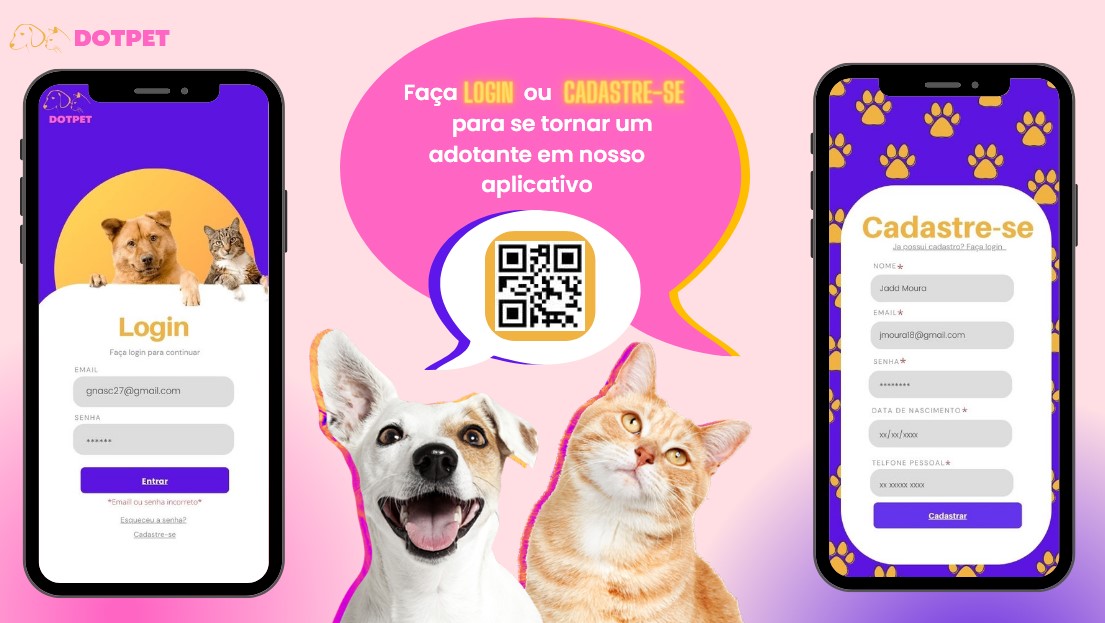 DOTPET
DOTPET
Login
Faça login para continuar
EMAIL
gnasc27@gmail.com
SENHA
******
Entrar
*Emaill ou senha incorreto*
Esqueceu a senha?
Cadastre-se
Faça LOGIN ou CADASTRE-SE
para se tornar um
adotante em nosso
aplicativo
Cadastre-se
Ja possui cadastro? Faça login
NOME*
Jadd Moura
EMAIL*
jmoura18@gmail.com
SENHA*
********
DATA DE NASCIMENTO*
xx/xx/xxxx
TELFONE PESSOAL*
xx xxxxx xxxx
Cadastrar